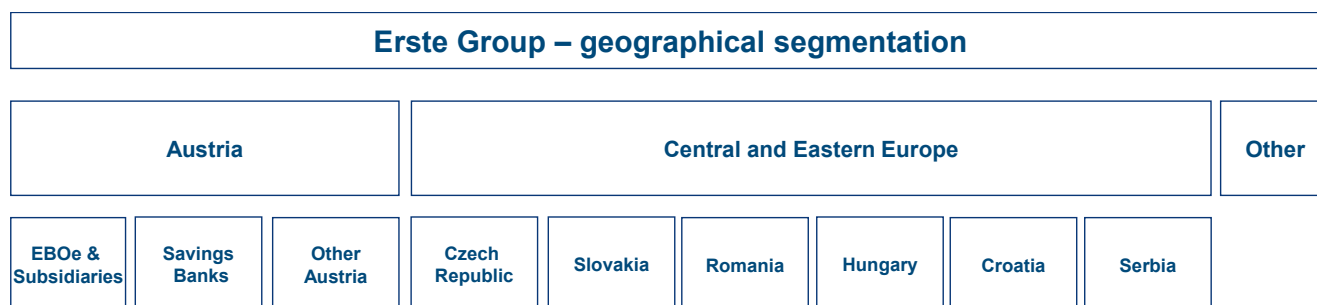 Erste Group – geographical segmentation
Austria
Central and Eastern Europe
Other
EBOe &
Subsidiaries
Savings
Banks
Other
Austria
Czech
Republic
Slovakia
Romania
Hungary
Croatia
Serbia